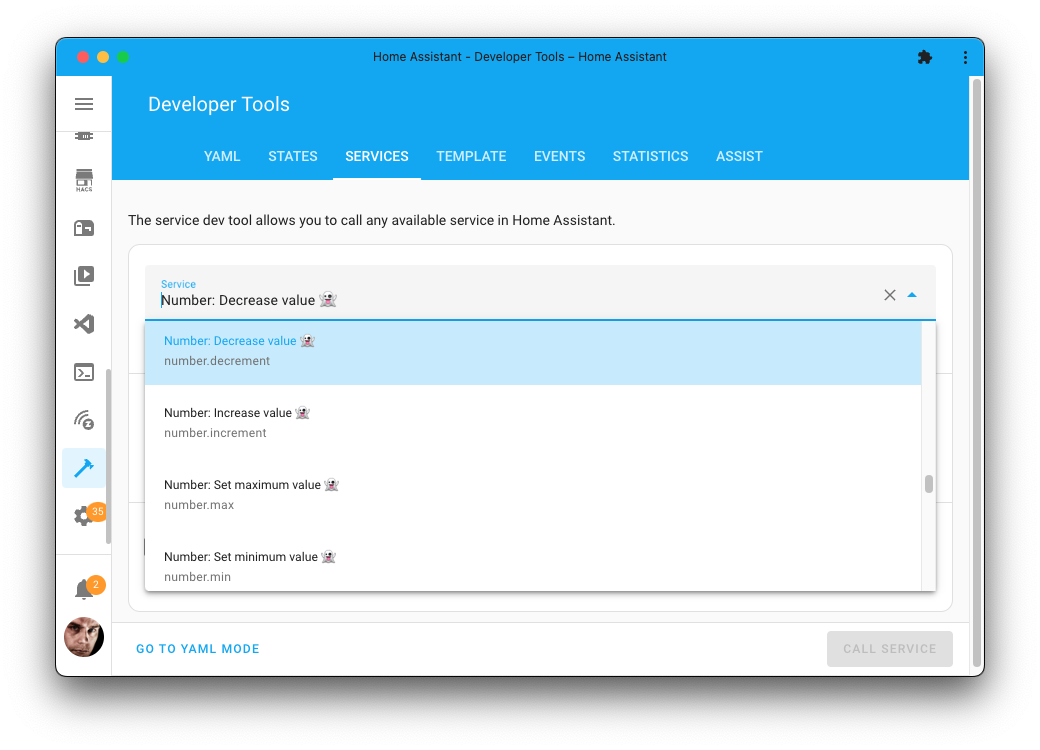 Home Assistant - Developer Tools – Home Assistant
Developer Tools
YAML STATES SERVICES TEMPLATE EVENTS STATISTICS ASSIST
HACS
The service dev tool allows you to call any available service in Home Assistant.
Service
Number: Decrease value 👻
Number: Decrease value 👻
number.decrement
Number: Increase value 👻
number.increment
Number: Set maximum value 👻
number.max
Number: Set minimum value 👻
number.min
35
2
GO TO YAML MODE
CALL SERVICE